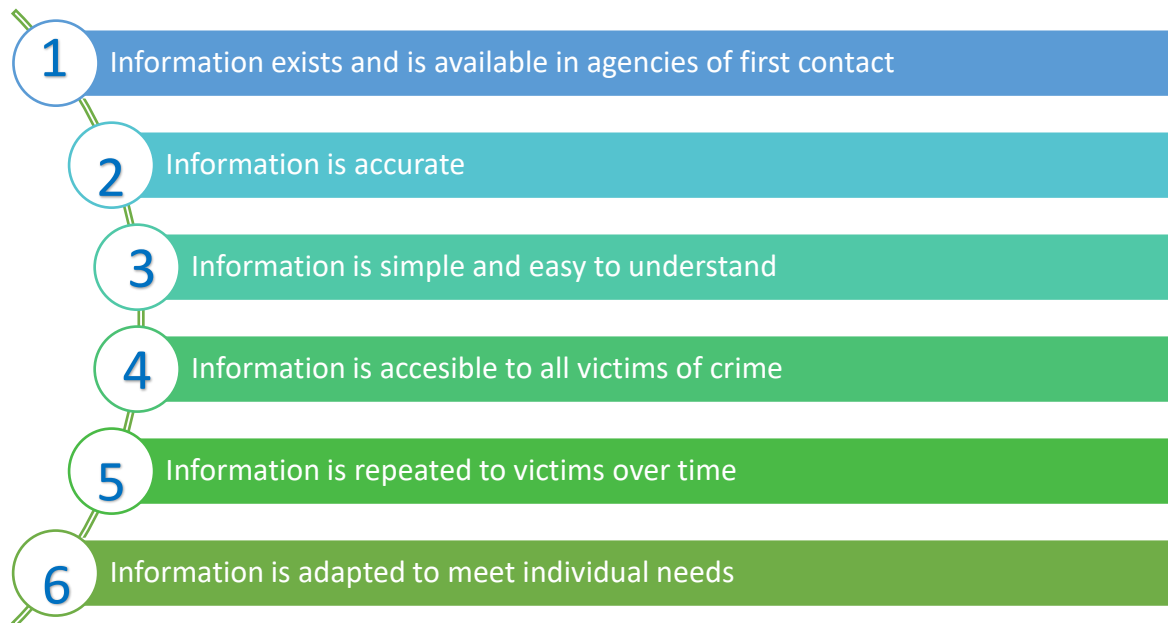 1 Information exists and is available in agencies of first contact
2 Information is accurate
3 Information is simple and easy to understand
4 Information is accesible to all victims of crime
5 Information is repeated to victims over time
6 Information is adapted to meet individual needs